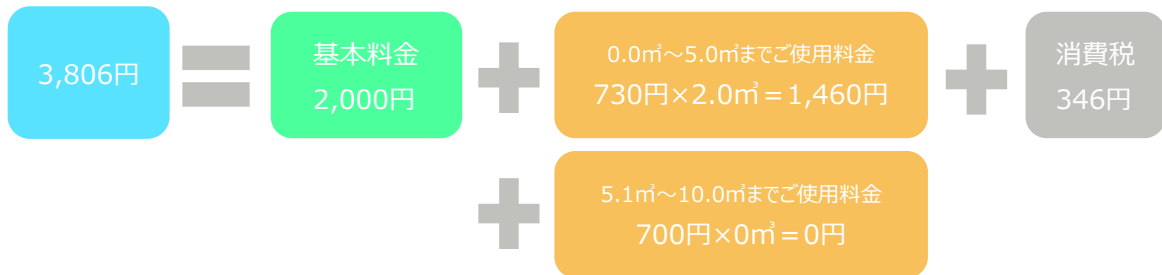 3,806円
基本料金
2,000円
0.0㎥～5.0㎥までご使用料金
730円×2.0㎥＝1,460円
消費税
346円
5.1㎥～10.0㎥までご使用料金
700円×0㎥＝0円